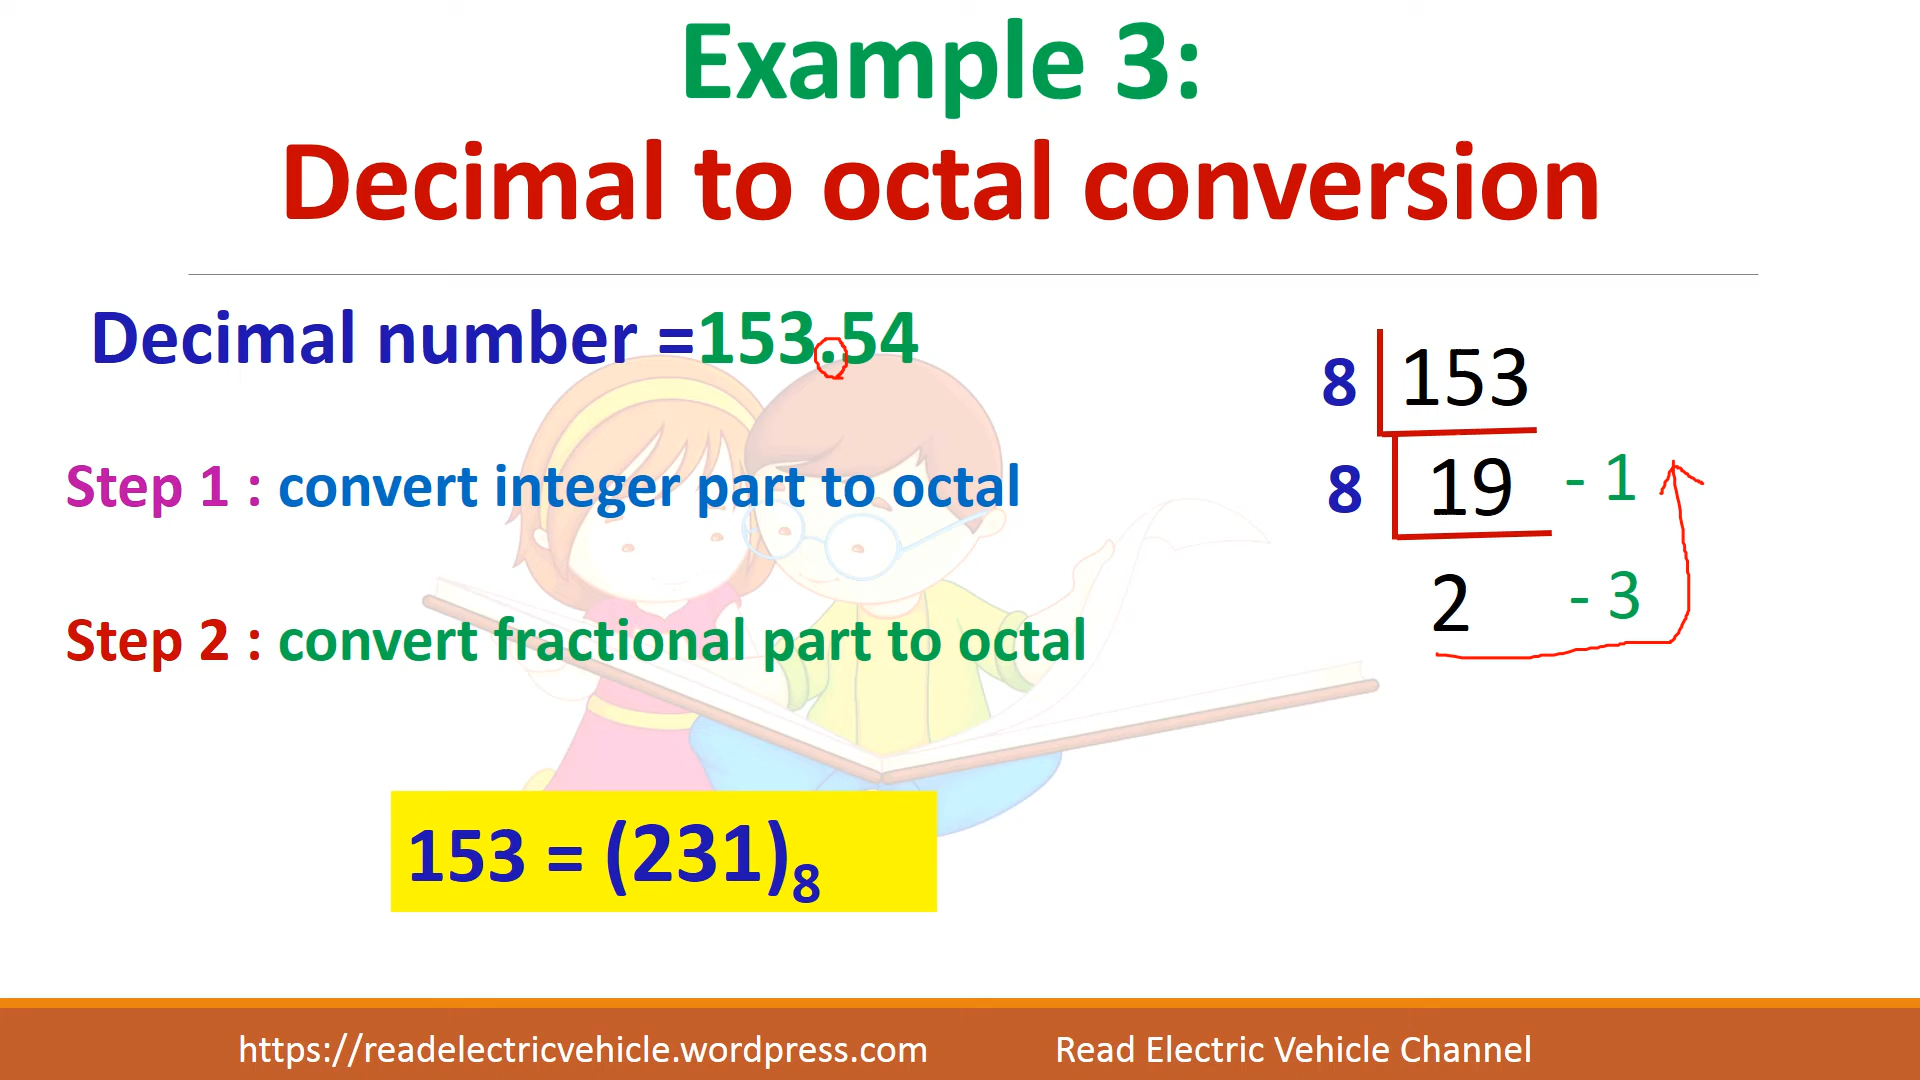 Example 3:
Decimal to octal conversion
Decimal number =153.54
Step 1 : convert integer part to octal
Step 2 : convert fractional part to octal
8 153
8 19 - 1
2 - 3
153 = (231)8
https://readelectricvehicle.wordpress.com Read Electric Vehicle Channel